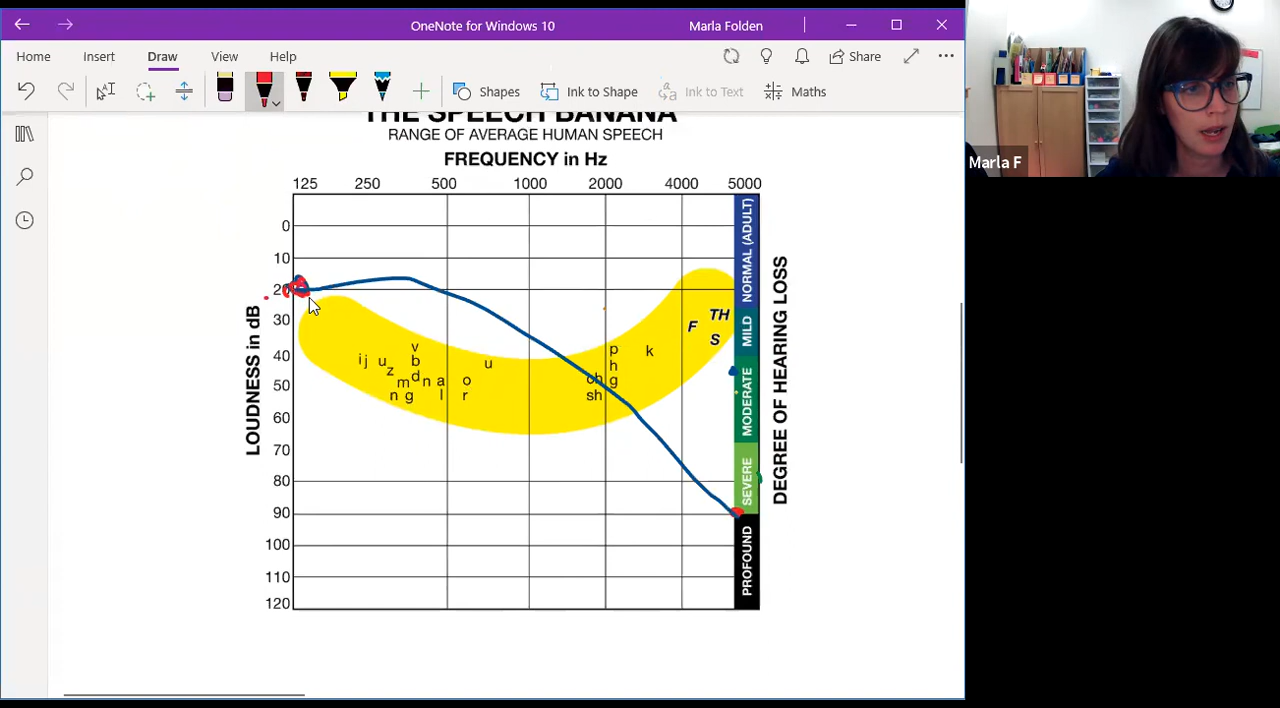 OneNote for Windows 10
Marla Folden
Home Insert Draw View Help
Share
Shapes Ink to Shape Ink to Text Maths
Marla F
THE SPEECH BANANA
RANGE OF AVERAGE HUMAN SPEECH
FREQUENCY in Hz
125 250 500 1000 2000 4000 5000
LOUDNESS in dB
0
10
20
30
40
50
60
70
80
90
100
110
120
i j u z v b d m n g n a l o r u
ch sh p h g k
F TH S
NORMAL (ADULT)
MILD
MODERATE
SEVERE
PROFOUND
DEGREE OF HEARING LOSS